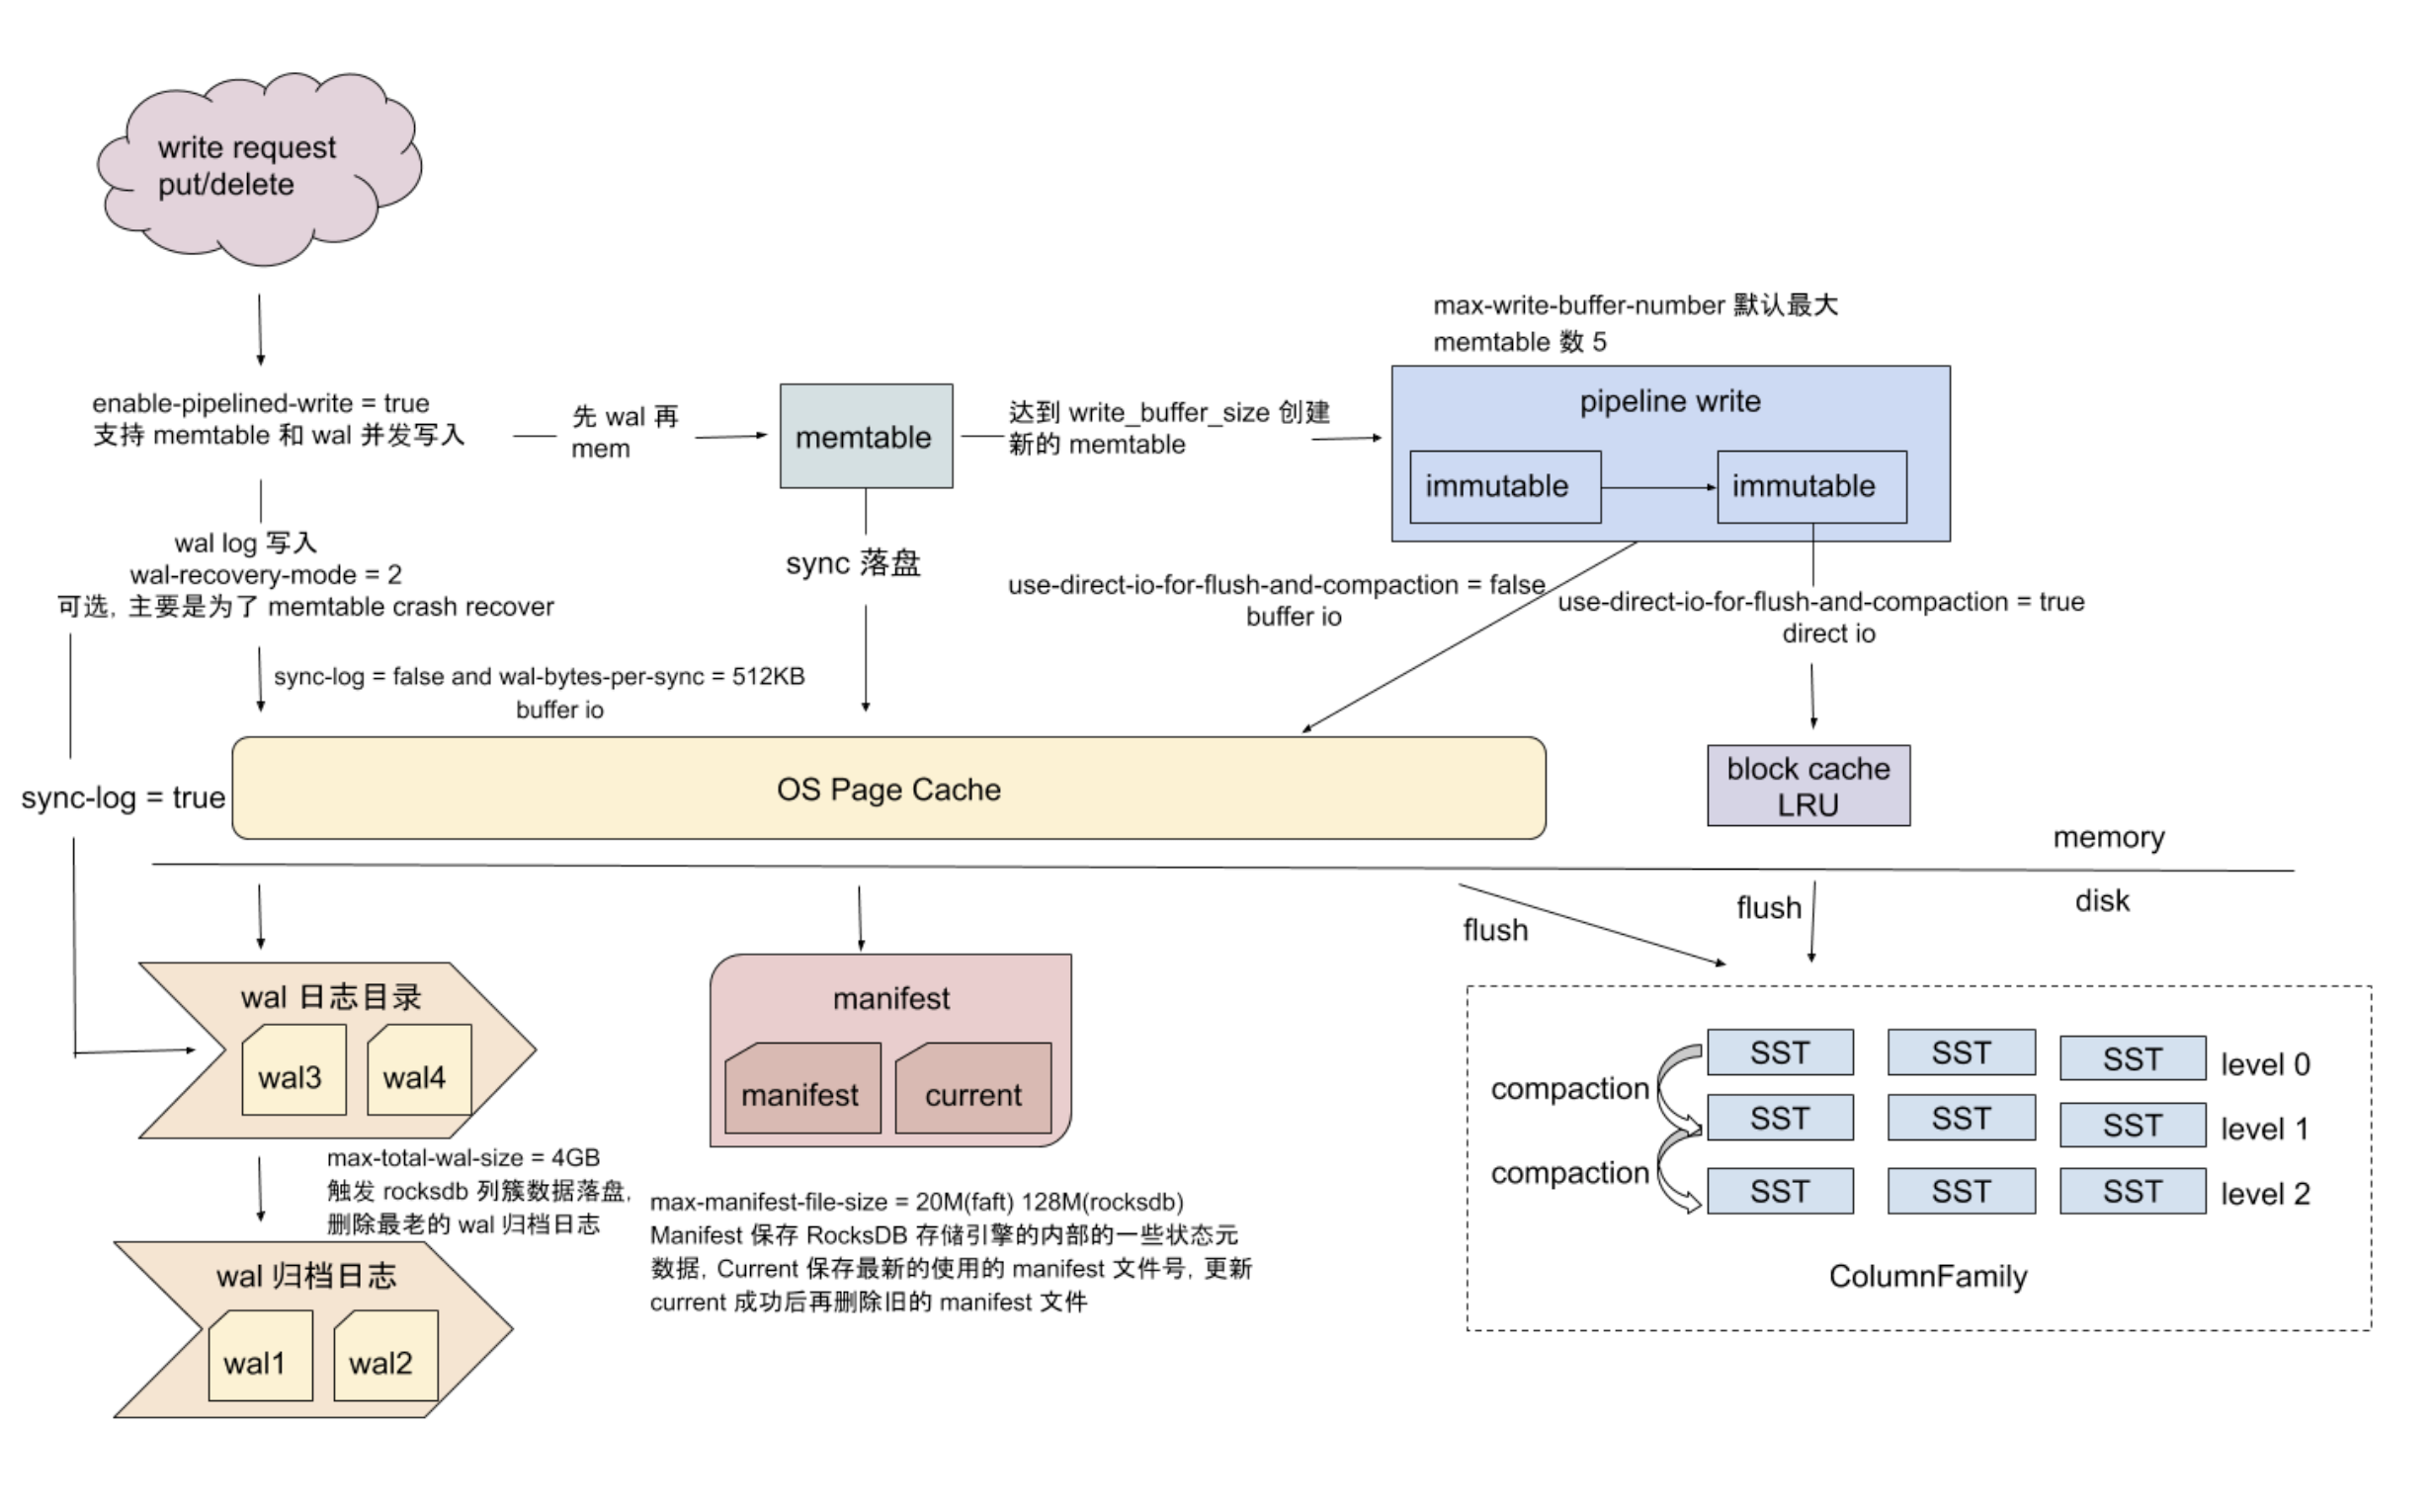 write request
put/delete
max-write-buffer-number 默认最大
memtable 数 5
enable-pipelined-write = true
支持 memtable 和 wal 并发写入
先 wal 再
mem
memtable
达到 write_buffer_size 创建
新的 memtable
pipeline write
immutable
immutable
wal log 写入
wal-recovery-mode = 2
可选, 主要是为了 memtable crash recover
sync 落盘
use-direct-io-for-flush-and-compaction = false
buffer io
use-direct-io-for-flush-and-compaction = true
direct io
sync-log = false and wal-bytes-per-sync = 512KB
buffer io
sync-log = true
OS Page Cache
block cache
LRU
memory
disk
flush
flush
wal 日志目录
wal3
wal4
manifest
manifest
current
SST
SST
SST
level 0
compaction
SST
SST
SST
level 1
compaction
SST
SST
SST
level 2
ColumnFamily
max-total-wal-size = 4GB
触发 rocksdb 列簇数据落盘,
删除最老的 wal 归档日志
max-manifest-file-size = 20M(faft) 128M(rocksdb)
Manifest 保存 RocksDB 存储引擎的内部的一些状态元
数据, Current 保存最新的使用的 manifest 文件号, 更新
current 成功后再删除旧的 manifest 文件
wal 归档日志
wal1
wal2